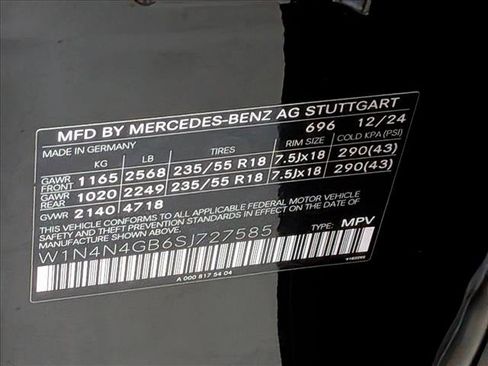 MFD BY MERCEDES-BENZ AG STUTTGART
MADE IN GERMANY 696 12/24
KG LB TIRES RIM SIZE COLD KPA (PSI)
GAWR FRONT 1165 2568 235/55 R18 7.5Jx18 290(43)
GAWR REAR 1020 2249 235/55 R18 7.5Jx18 290(43)
GVWR 2140 4718
THIS VEHICLE CONFORMS TO ALL APPLICABLE FEDERAL MOTOR VEHICLE
SAFETY AND THEFT PREVENTION STANDARDS IN EFFECT ON THE DATE
OF MANUFACTURE SHOWN ABOVE.
W1N4N4GB6SJ727585 TYPE: MPV
A 000 817 54 04